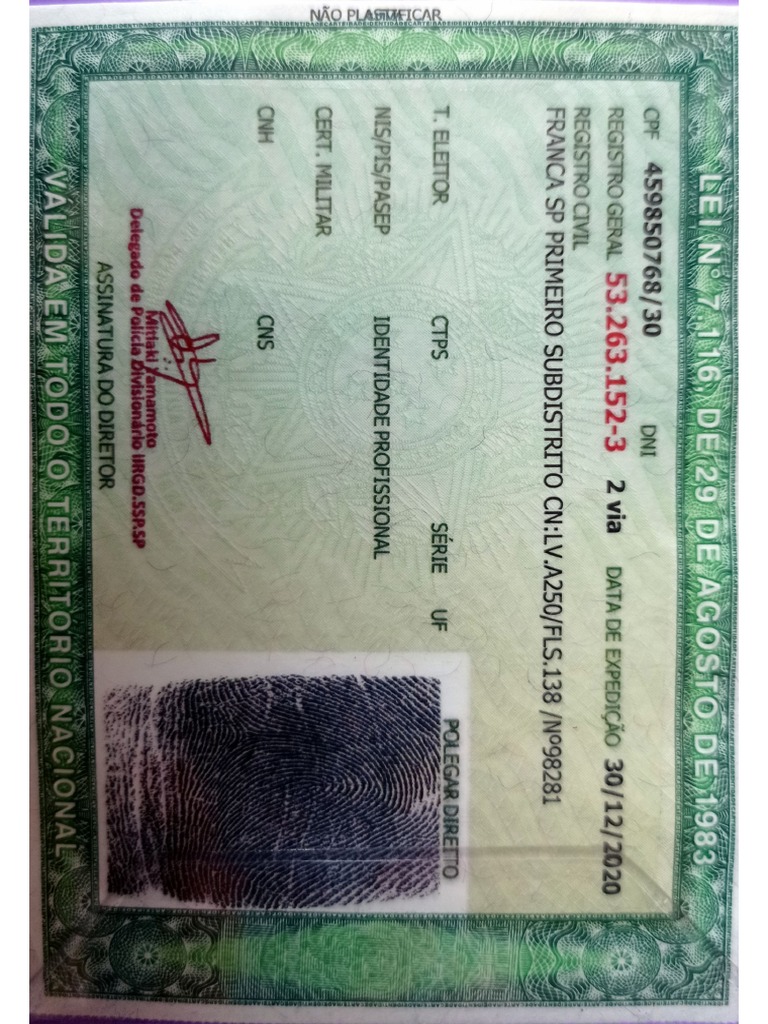 NÃO PLASTIFICAR
LEI Nº 7.116, DE 29 DE AGOSTO DE 1983
CPF 459850768/30 DNI
REGISTRO GERAL 53.263.152-3 2 via DATA DE EXPEDIÇÃO 30/12/2020
REGISTRO CIVIL
FRANCA SP PRIMEIRO SUBDISTRITO CN:LV.A250/FLS.138 /Nº98281
T. ELEITOR CTPS SÉRIE UF
NIS/PIS/PASEP IDENTIDADE PROFISSIONAL
CERT. MILITAR
CNH CNS
POLEGAR DIREITO
Mitiaki Yamamoto
Delegado de Polícia Divisionário IIRGD.SSP.SP
ASSINATURA DO DIRETOR
VÁLIDA EM TODO O TERRITÓRIO NACIONAL